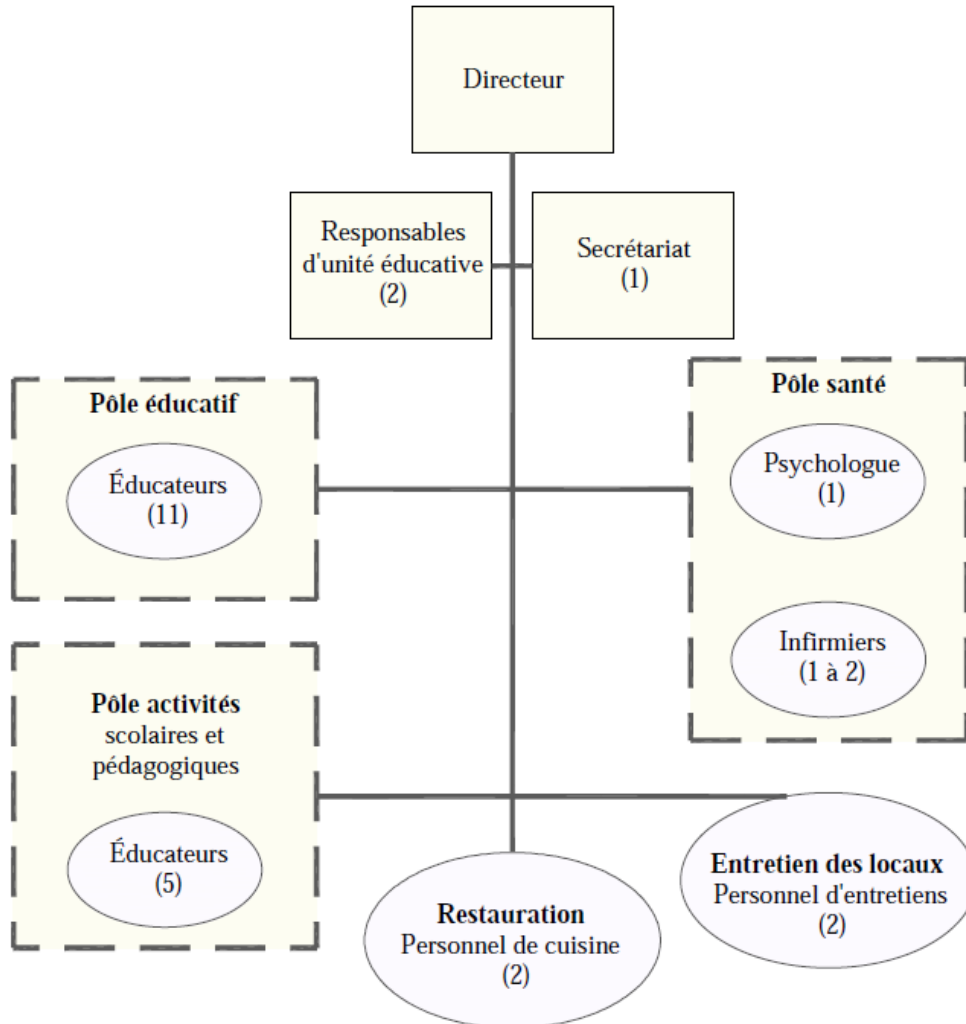 Directeur
Responsables
d'unité éducative
(2)
Secrétariat
(1)
Pôle éducatif
Éducateurs
(11)
Pôle santé
Psychologue
(1)
Infirmiers
(1 à 2)
Pôle activités
scolaires et
pédagogiques
Éducateurs
(5)
Restauration
Personnel de cuisine
(2)
Entretien des locaux
Personnel d'entretiens
(2)